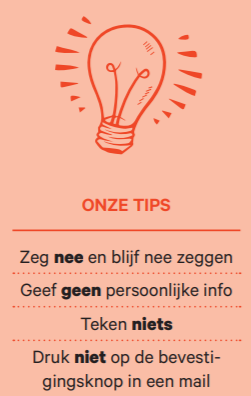 ONZE TIPS
Zeg nee en blijf nee zeggen
Geef geen persoonlijke info
Teken niets
Druk niet op de bevesti-
gingsknop in een mail